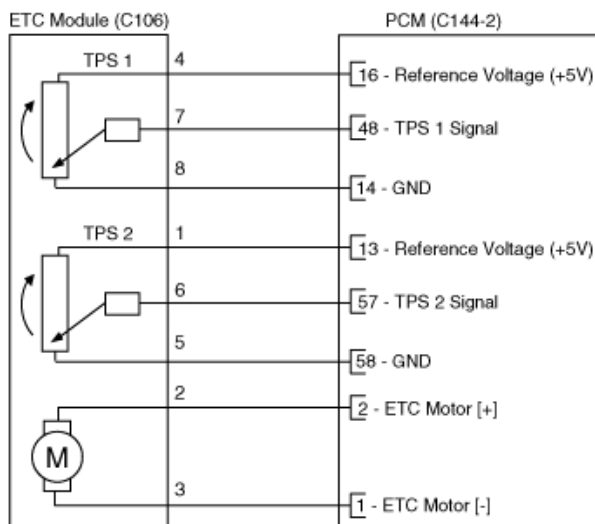 ETC Module (C106) PCM (C144-2)
TPS 1 4 16 - Reference Voltage (+5V)
7 48 - TPS 1 Signal
8 14 - GND
TPS 2 1 13 - Reference Voltage (+5V)
6 57 - TPS 2 Signal
5 58 - GND
2 2 - ETC Motor [+]
M
3 1 - ETC Motor [-]